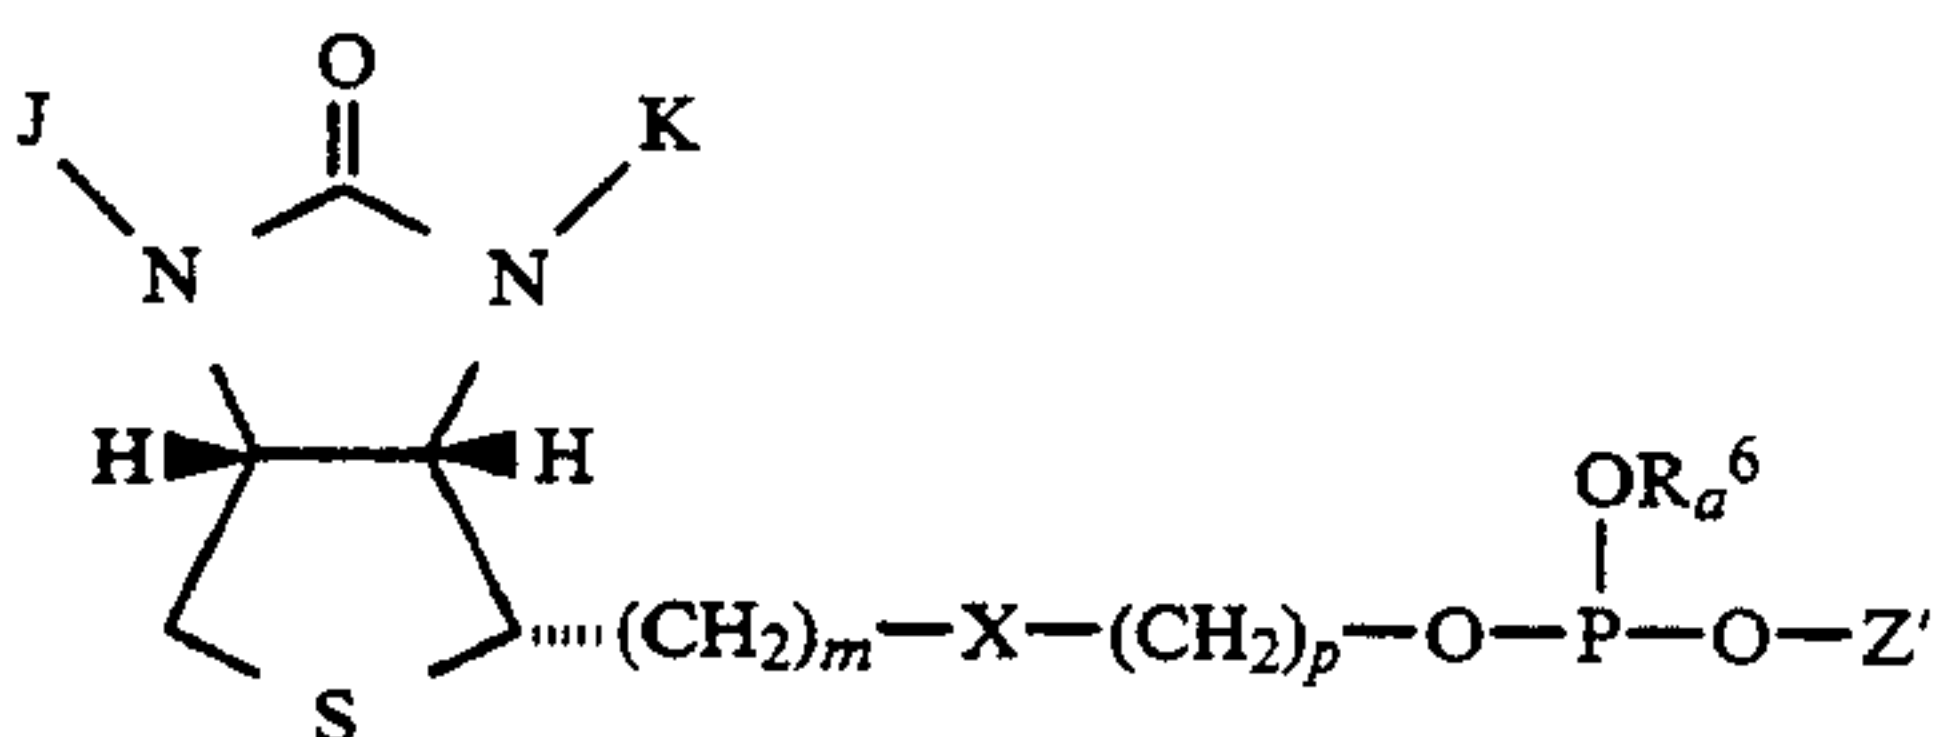 O
J K
N N
H H
ORₐ⁶
(CH₂)ₘ—X—(CH₂)ₚ—O—P—O—Z'
S